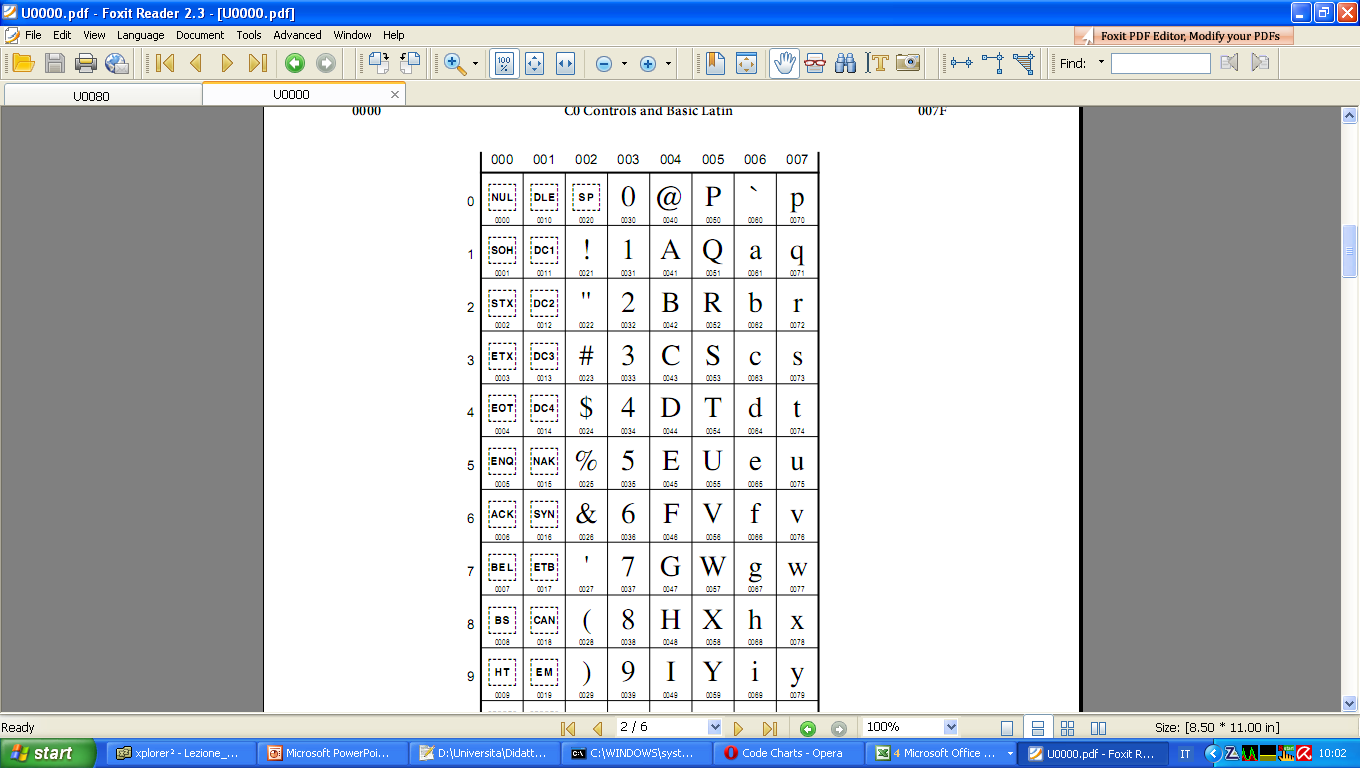 U0000.pdf - Foxit Reader 2.3 - [U0000.pdf]
File Edit View Language Document Tools Advanced Window Help
Foxit PDF Editor, Modify your PDFs
100 %
Find:
U0080 U0000
0000 C0 Controls and Basic Latin 007F
000 001 002 003 004 005 006 007
0 NUL DLE SP 0 @ P ` p
0000 0010 0020 0030 0040 0050 0060 0070
1 SOH DC1 ! 1 A Q a q
0001 0011 0021 0031 0041 0051 0061 0071
2 STX DC2 " 2 B R b r
0002 0012 0022 0032 0042 0052 0062 0072
3 ETX DC3 # 3 C S c s
0003 0013 0023 0033 0043 0053 0063 0073
4 EOT DC4 $ 4 D T d t
0004 0014 0024 0034 0044 0054 0064 0074
5 ENQ NAK % 5 E U e u
0005 0015 0025 0035 0045 0055 0065 0075
6 ACK SYN & 6 F V f v
0006 0016 0026 0036 0046 0056 0066 0076
7 BEL ETB ' 7 G W g w
0007 0017 0027 0037 0047 0057 0067 0077
8 BS CAN ( 8 H X h x
0008 0018 0028 0038 0048 0058 0068 0078
9 HT EM ) 9 I Y i y
0009 0019 0029 0039 0049 0059 0069 0079
Ready 2 / 6 100% Size: [8.50 * 11.00 in]
start xplorer² - Lezione_... Microsoft PowerPoi... D:\Universita\Didatt... C:\WINDOWS\syst... Code Charts - Opera 4 Microsoft Office ... U0000.pdf - Foxit R... IT 10:02